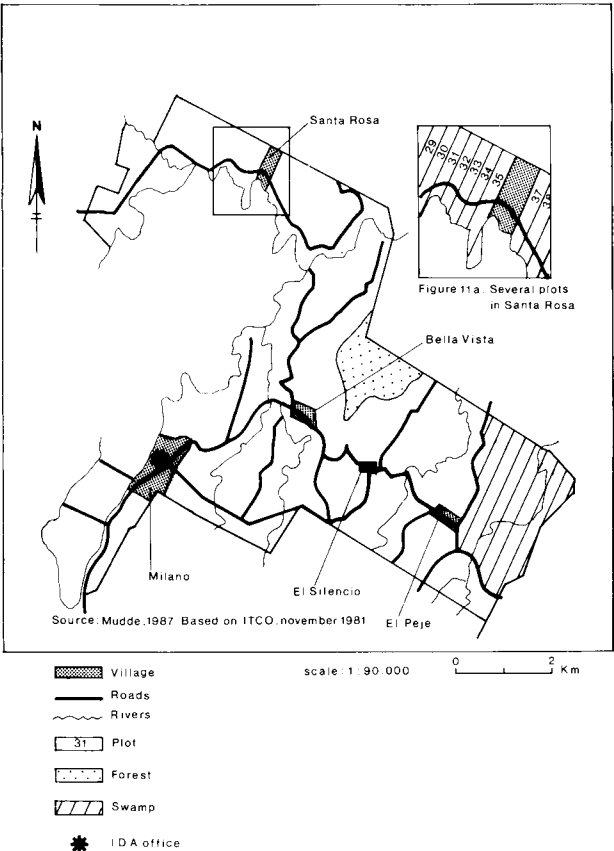 N
Santa Rosa
29
30
31
32
33
34
35
37
Figure 11a. Several plots
in Santa Rosa
Bella Vista
Milano
El Silencio
El Peje
Source: Mudde, 1987 Based on ITCO, november 1981
scale: 1:90.000
0 2
Km
Village
Roads
Rivers
31 Plot
Forest
Swamp
IDA office